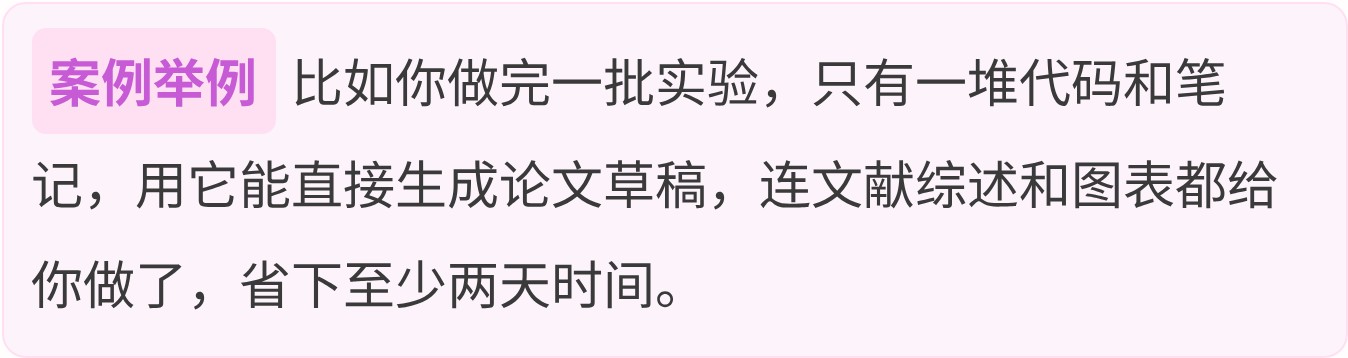 案例举例 比如你做完一批实验，只有一堆代码和笔
记，用它能直接生成论文草稿，连文献综述和图表都给
你做了，省下至少两天时间。